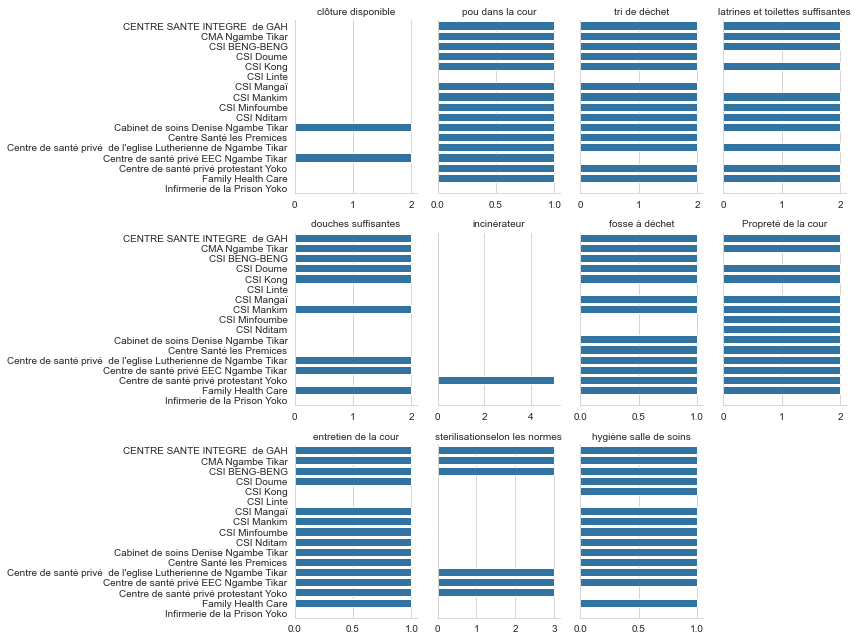 clôture disponible
pou dans la cour
tri de déchet
latrines et toilettes suffisantes
CENTRE SANTE INTEGRE  de GAH
CMA Ngambe Tikar
CSI BENG-BENG
CSI Doume
CSI Kong
CSI Linte
CSI Mangaï
CSI Mankim
CSI Minfoumbe
CSI Nditam
Cabinet de soins Denise Ngambe Tikar
Centre Santé les Premices
Centre de santé privé  de l'eglise Lutherienne de Ngambe Tikar
Centre de santé privé EEC Ngambe Tikar
Centre de santé privé protestant Yoko
Family Health Care
Infirmerie de la Prison Yoko
0 1 2
0.0 0.5 1.0
0 1 2
0 1 2
douches suffisantes
incinérateur
fosse à déchet
Propreté de la cour
CENTRE SANTE INTEGRE  de GAH
CMA Ngambe Tikar
CSI BENG-BENG
CSI Doume
CSI Kong
CSI Linte
CSI Mangaï
CSI Mankim
CSI Minfoumbe
CSI Nditam
Cabinet de soins Denise Ngambe Tikar
Centre Santé les Premices
Centre de santé privé  de l'eglise Lutherienne de Ngambe Tikar
Centre de santé privé EEC Ngambe Tikar
Centre de santé privé protestant Yoko
Family Health Care
Infirmerie de la Prison Yoko
0 1 2
0 2 4
0.0 0.5 1.0
0 1 2
entretien de la cour
sterilisationselon les normes
hygiène salle de soins
CENTRE SANTE INTEGRE  de GAH
CMA Ngambe Tikar
CSI BENG-BENG
CSI Doume
CSI Kong
CSI Linte
CSI Mangaï
CSI Mankim
CSI Minfoumbe
CSI Nditam
Cabinet de soins Denise Ngambe Tikar
Centre Santé les Premices
Centre de santé privé  de l'eglise Lutherienne de Ngambe Tikar
Centre de santé privé EEC Ngambe Tikar
Centre de santé privé protestant Yoko
Family Health Care
Infirmerie de la Prison Yoko
0.0 0.5 1.0
0 1 2 3
0.0 0.5 1.0